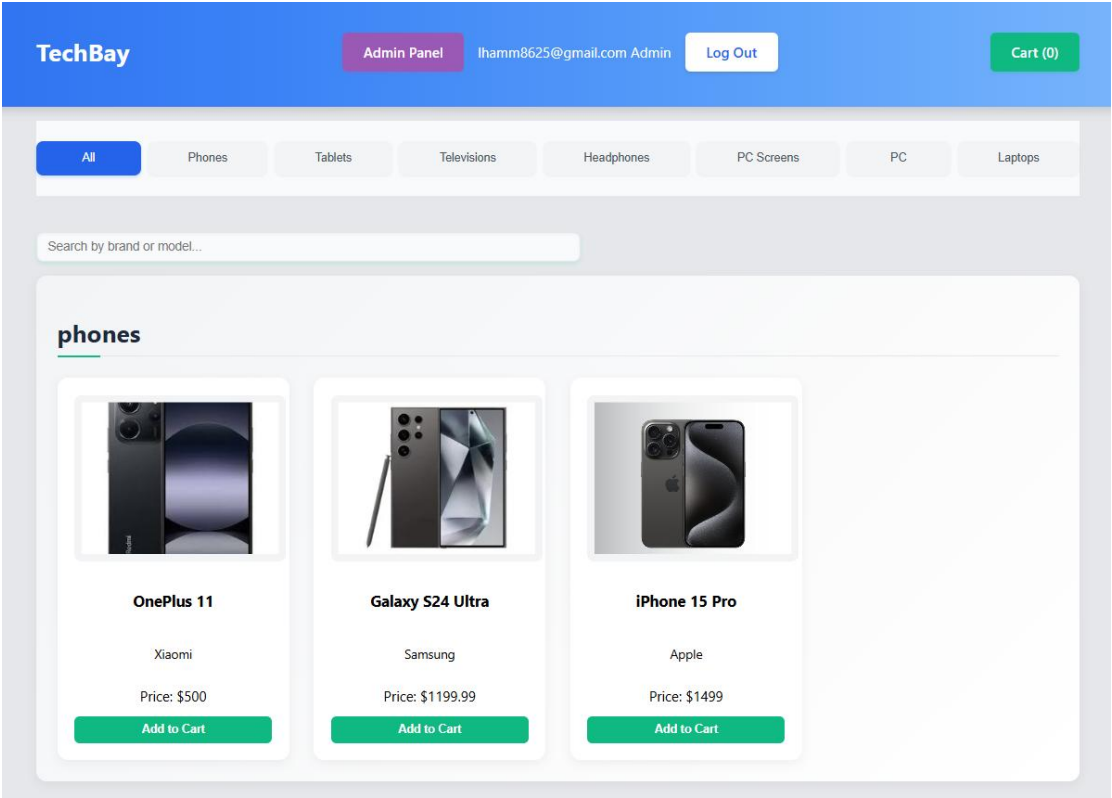 TechBay
Admin Panel
lhamm8625@gmail.com Admin
Log Out
Cart (0)
All
Phones
Tablets
Televisions
Headphones
PC Screens
PC
Laptops
Search by brand or model...
phones
Redmi
OnePlus 11
Xiaomi
Price: $500
Add to Cart
Galaxy S24 Ultra
Samsung
Price: $1199.99
Add to Cart
iPhone 15 Pro
Apple
Price: $1499
Add to Cart